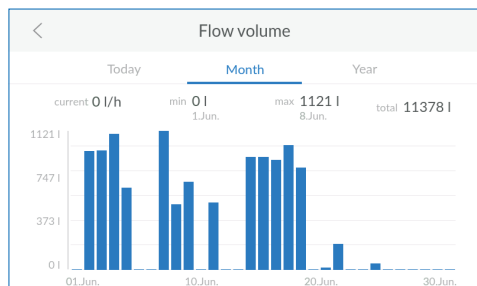 Flow volume
Today Month Year
current 0 l/h min 0 l max 1121 l total 11378 l
1.Jun. 8.Jun.
1121 l
747 l
373 l
0 l
01.Jun. 10.Jun. 20.Jun. 30.Jun.